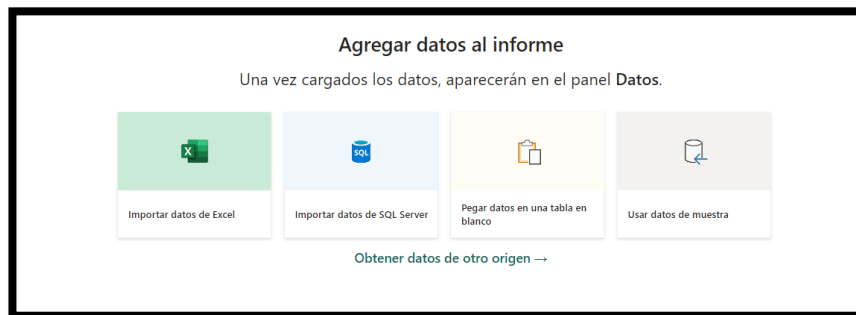 Agregar datos al informe
Una vez cargados los datos, aparecerán en el panel Datos.
X
SQL
Importar datos de Excel
Importar datos de SQL Server
Pegar datos en una tabla en
blanco
Usar datos de muestra
Obtener datos de otro origen →